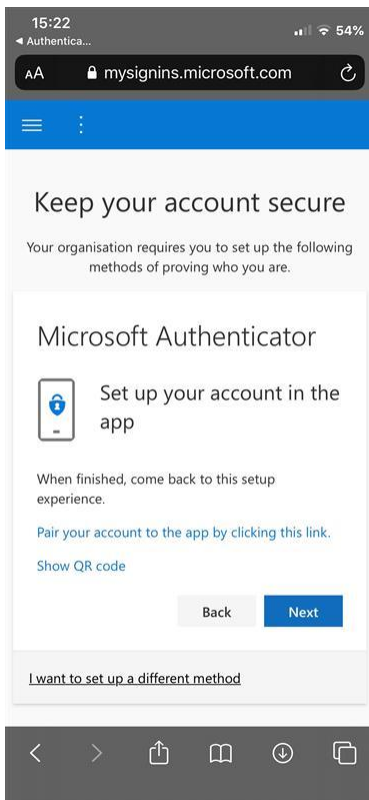 15:22
◀ Authentica...
54%
AA mysignins.microsoft.com
Keep your account secure
Your organisation requires you to set up the following
methods of proving who you are.
Microsoft Authenticator
Set up your account in the
app
When finished, come back to this setup
experience.
Pair your account to the app by clicking this link.
Show QR code
Back Next
I want to set up a different method